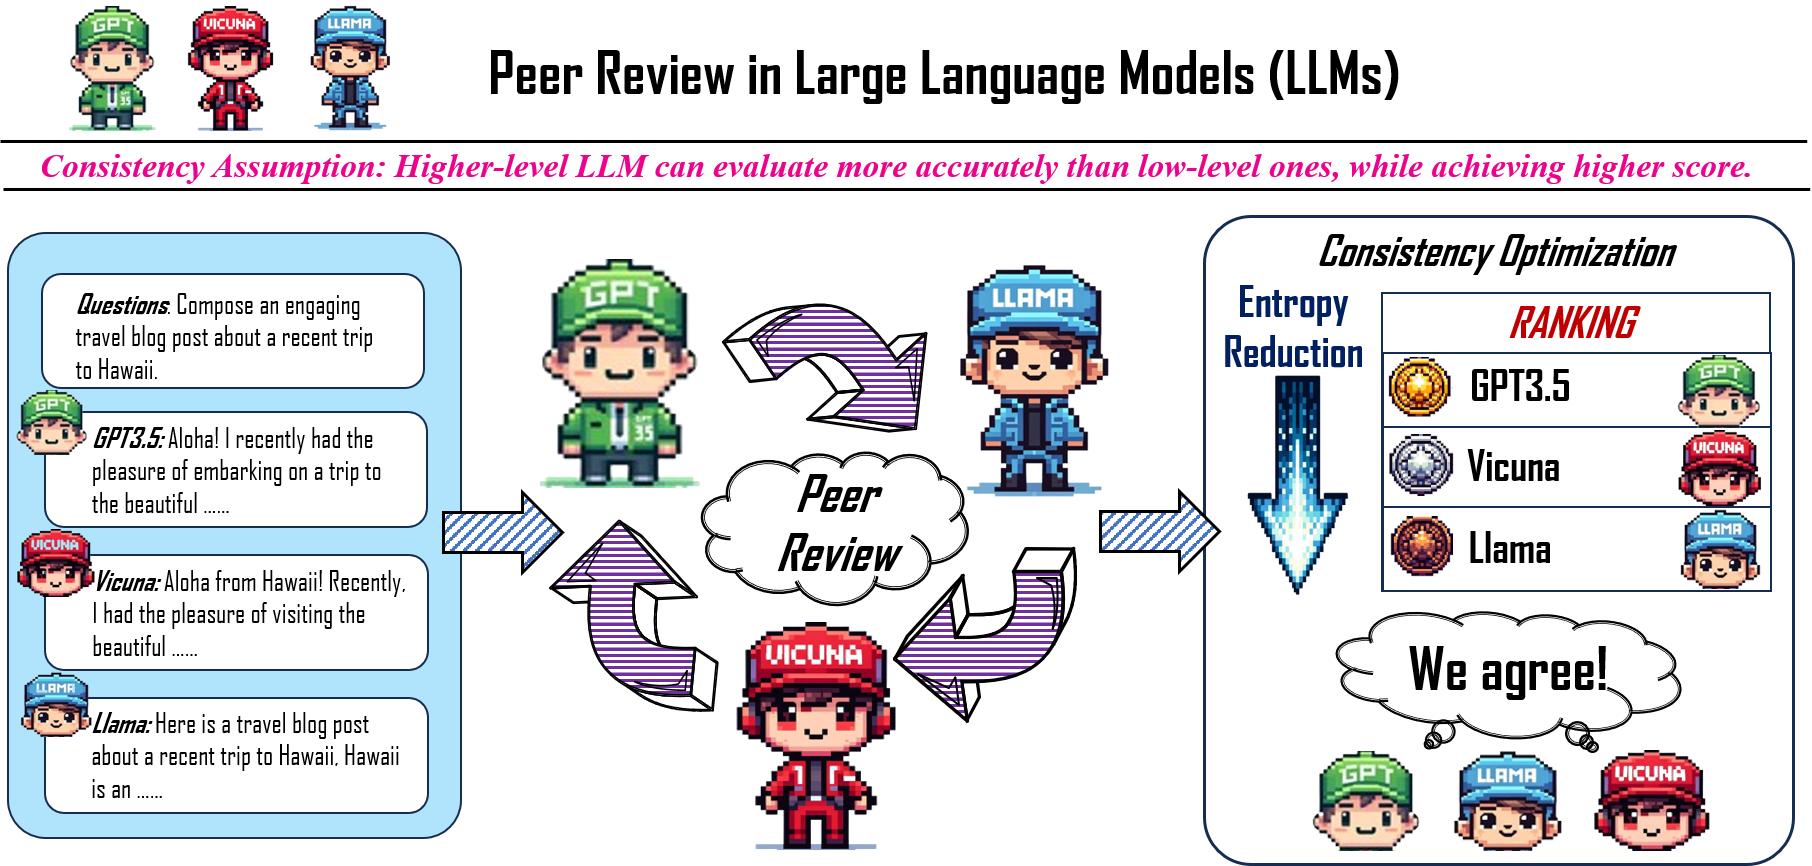 GPT VICUNA LLAMA
35
Peer Review in Large Language Models (LLMs)
Consistency Assumption: Higher-level LLM can evaluate more accurately than low-level ones, while achieving higher score.
Questions: Compose an engaging
travel blog post about a recent trip
to Hawaii.
GPT
GPT3.5: Aloha! I recently had the
pleasure of embarking on a trip to
the beautiful ......
VICUNA
Vicuna: Aloha from Hawaii! Recently,
I had the pleasure of visiting the
beautiful ......
LLAMA
Llama: Here is a travel blog post
about a recent trip to Hawaii, Hawaii
is an ......
GPT
GPT
35
LLAMA
Peer
Review
VICUNA
Consistency Optimization
Entropy
Reduction
RANKING
GPT3.5
GPT
Vicuna
VICUNA
Llama
LLAMA
We agree!
GPT LLAMA VICUNA